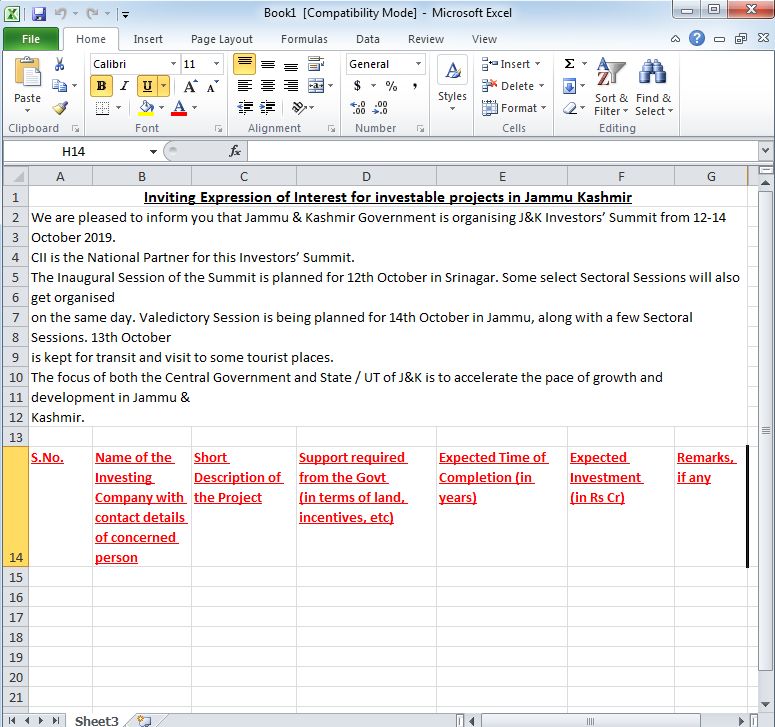 Book1 [Compatibility Mode] - Microsoft Excel
File Home Insert Page Layout Formulas Data Review View
Paste
Calibri 11
B I U
A A
A
General
$ % ,
Styles
Insert
Delete
Format
Σ
Sort & Filter
Find & Select
Clipboard Font Alignment Number Cells Editing
H14 fx
A B C D E F G
1 Inviting Expression of Interest for investable projects in Jammu Kashmir
2 We are pleased to inform you that Jammu & Kashmir Government is organising J&K Investors’ Summit from 12-14
3 October 2019.
4 CII is the National Partner for this Investors’ Summit.
5 The Inaugural Session of the Summit is planned for 12th October in Srinagar. Some select Sectoral Sessions will also
6 get organised
7 on the same day. Valedictory Session is being planned for 14th October in Jammu, along with a few Sectoral
8 Sessions. 13th October
9 is kept for transit and visit to some tourist places.
10 The focus of both the Central Government and State / UT of J&K is to accelerate the pace of growth and
11 development in Jammu &
12 Kashmir.
13
S.No.
Name of the
Investing
Company with
contact details
of concerned
person
Short
Description of
the Project
Support required
from the Govt
(in terms of land,
incentives, etc)
Expected Time of
Completion (in
years)
Expected
Investment
(in Rs Cr)
Remarks,
if any
14
15
16
17
18
19
20
21
Sheet3